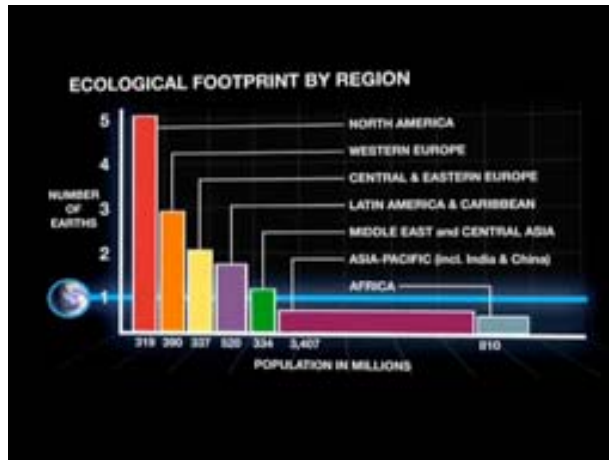 ECOLOGICAL FOOTPRINT BY REGION
5
NORTH AMERICA
WESTERN EUROPE
4
CENTRAL & EASTERN EUROPE
NUMBER
OF
EARTHS
3
LATIN AMERICA & CARIBBEAN
2
MIDDLE EAST and CENTRAL ASIA
ASIA-PACIFIC (incl. India & China)
AFRICA
1
319 390 337 520 334 3,407 810
POPULATION IN MILLIONS